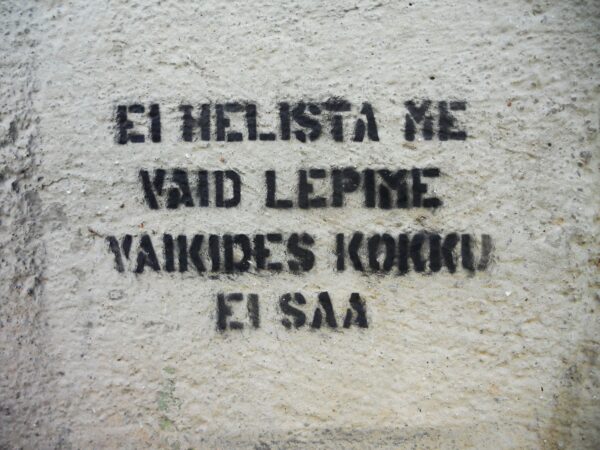 EI HELISTA ME
VAID LEPIME
VAIKIDES KOKKU
EI SAA